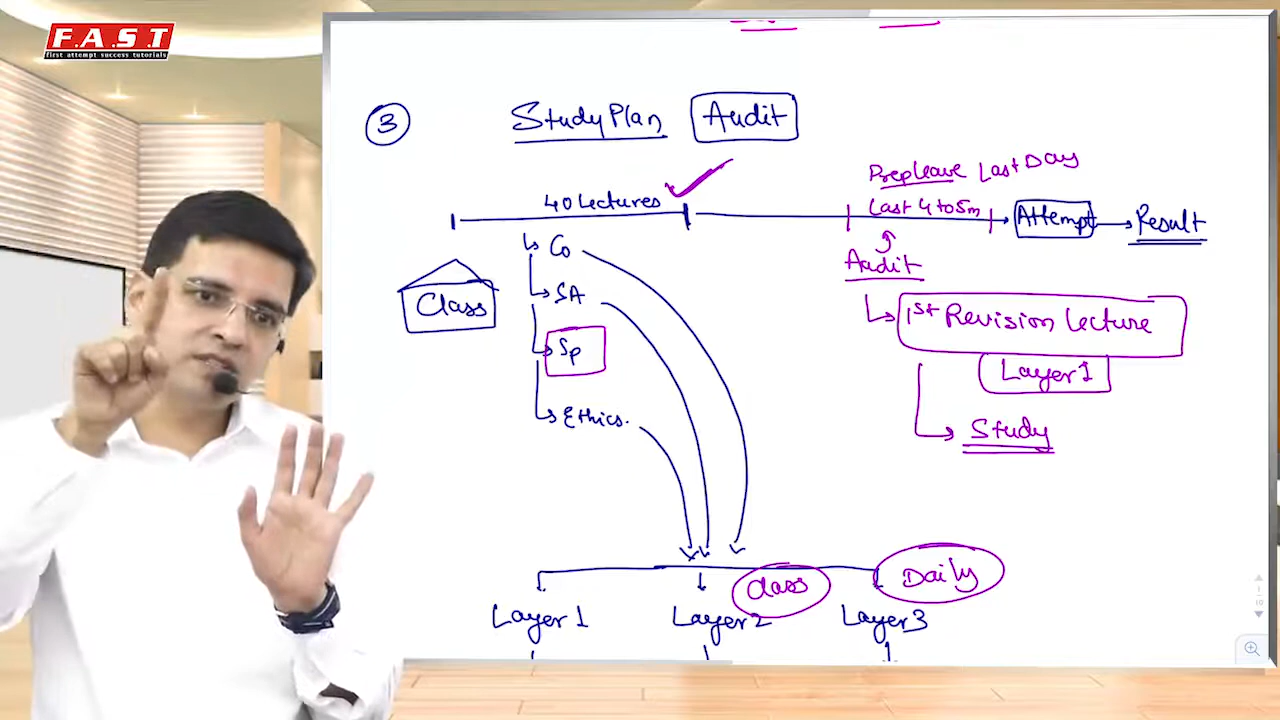 F.A.S.T
first attempt success tutorials
3 Study Plan Audit
Prepleave Last Day
40 lectures
Last 4 to 5m
Attempt
Result
Class
Co
SA
Sp
Ethics.
Audit
1st Revision lecture
Layer 1
Study
Class
Daily
Layer 1
Layer 2
Layer 3